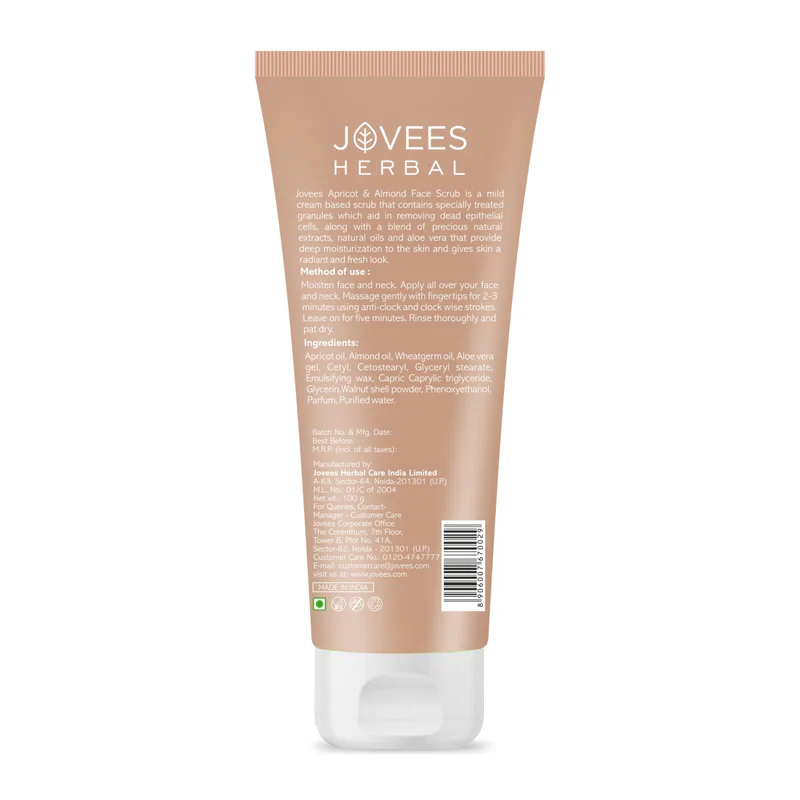 JOVEES
HERBAL
Jovees Apricot & Almond Face Scrub is a mild
cream based scrub that contains specially treated
granules which aid in removing dead epithelial
cells, along with a blend of precious natural
extracts, natural oils and aloe vera that provide
deep moisturization to the skin and gives skin a
radiant and fresh look.
Method of use :
Moisten face and neck. Apply all over your face
and neck. Massage gently with fingertips for 2-3
minutes using anti-clock and clock wise strokes.
Leave on for five minutes. Rinse thoroughly and
pat dry.
Ingredients:
Apricot oil, Almond oil, Wheatgerm oil, Aloe vera
gel, Cetyl, Cetostearyl, Glyceryl stearate,
Emulsifying wax, Capric Caprylic triglyceride,
Glycerin,Walnut shell powder, Phenoxyethanol,
Parfum, Purified water.
Batch No. & Mfg. Date:
Best Before:
M.R.P. (incl. of all taxes):
Manufactured by:
Jovees Herbal Care India Limited
A-63, Sector-64, Noida-201301 (U.P.)
M.L. No.: 01/C of 2004
Net wt.: 100 g
For Queries, Contact-
Manager - Customer Care
Jovees Corporate Office
The Corenthum, 7th Floor,
Tower B, Plot No. 41A,
Sector-62, Noida - 201301 (U.P.)
Customer Care No.: 0120-4747777
E-mail: customercare@jovees.com
visit us at: www.jovees.com
MADE IN INDIA
8 906007 670029